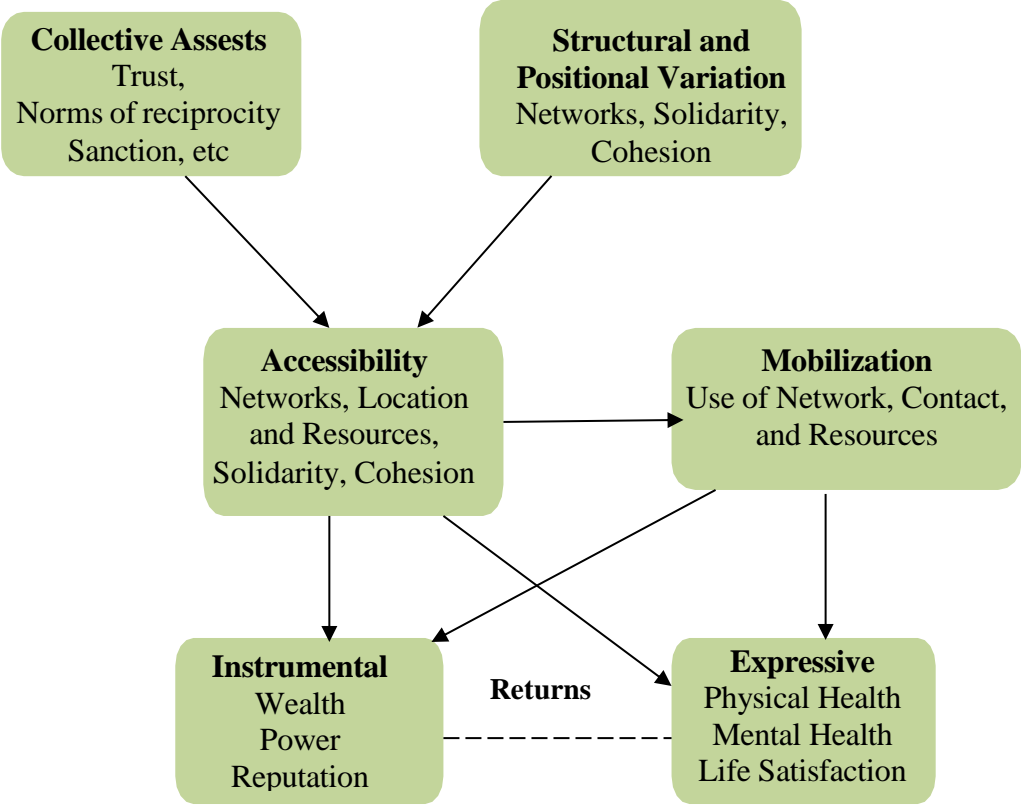 Collective Assests
Trust,
Norms of reciprocity
Sanction, etc
Structural and
Positional Variation
Networks, Solidarity,
Cohesion
Accessibility
Networks, Location
and Resources,
Solidarity, Cohesion
Mobilization
Use of Network, Contact,
and Resources
Instrumental
Wealth
Power
Reputation
Returns
Expressive
Physical Health
Mental Health
Life Satisfaction